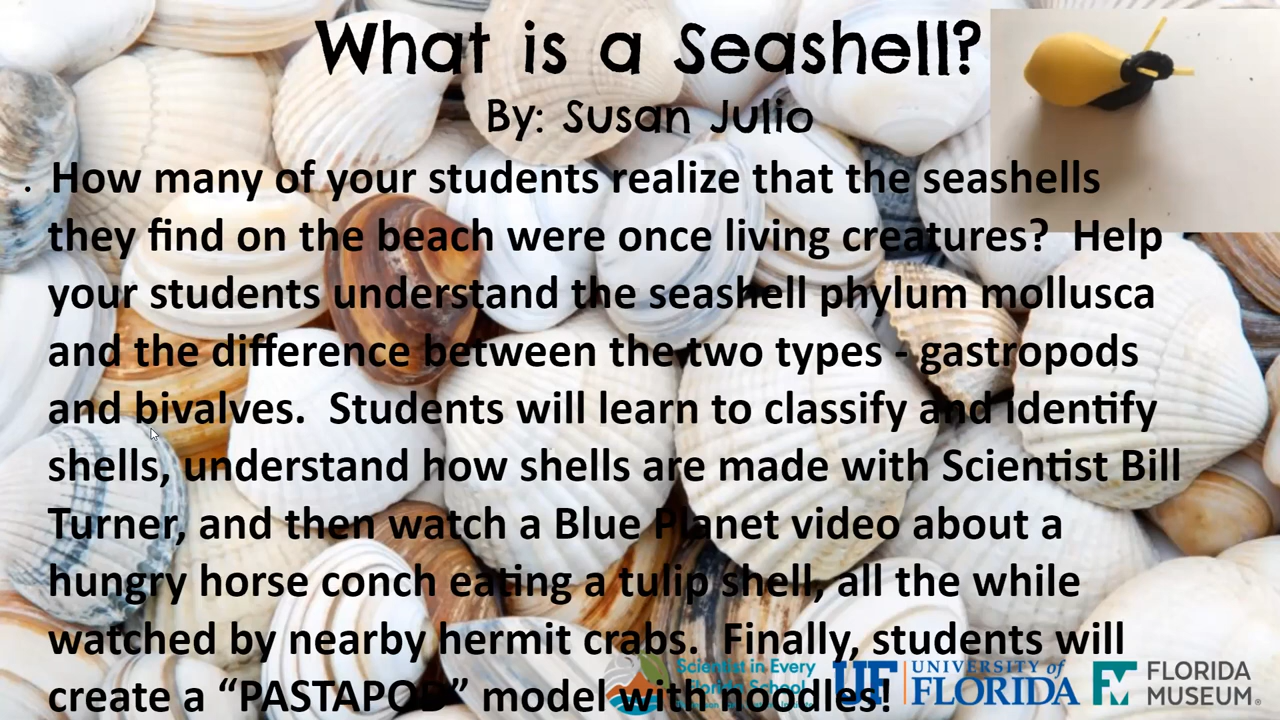 What is a Seashell?
By: Susan Julio
. How many of your students realize that the seashells
they find on the beach were once living creatures?  Help
your students understand the seashell phylum mollusca
and the difference between the two types - gastropods
and bivalves.  Students will learn to classify and identify
shells, understand how shells are made with Scientist Bill
Turner, and then watch a Blue Planet video about a
hungry horse conch eating a tulip shell, all the while
watched by nearby hermit crabs.  Finally, students will
create a “PASTAPOD” model with noodles!
Scientist in Every
Florida School
UF UNIVERSITY of
FLORIDA
FLORIDA
MUSEUM®